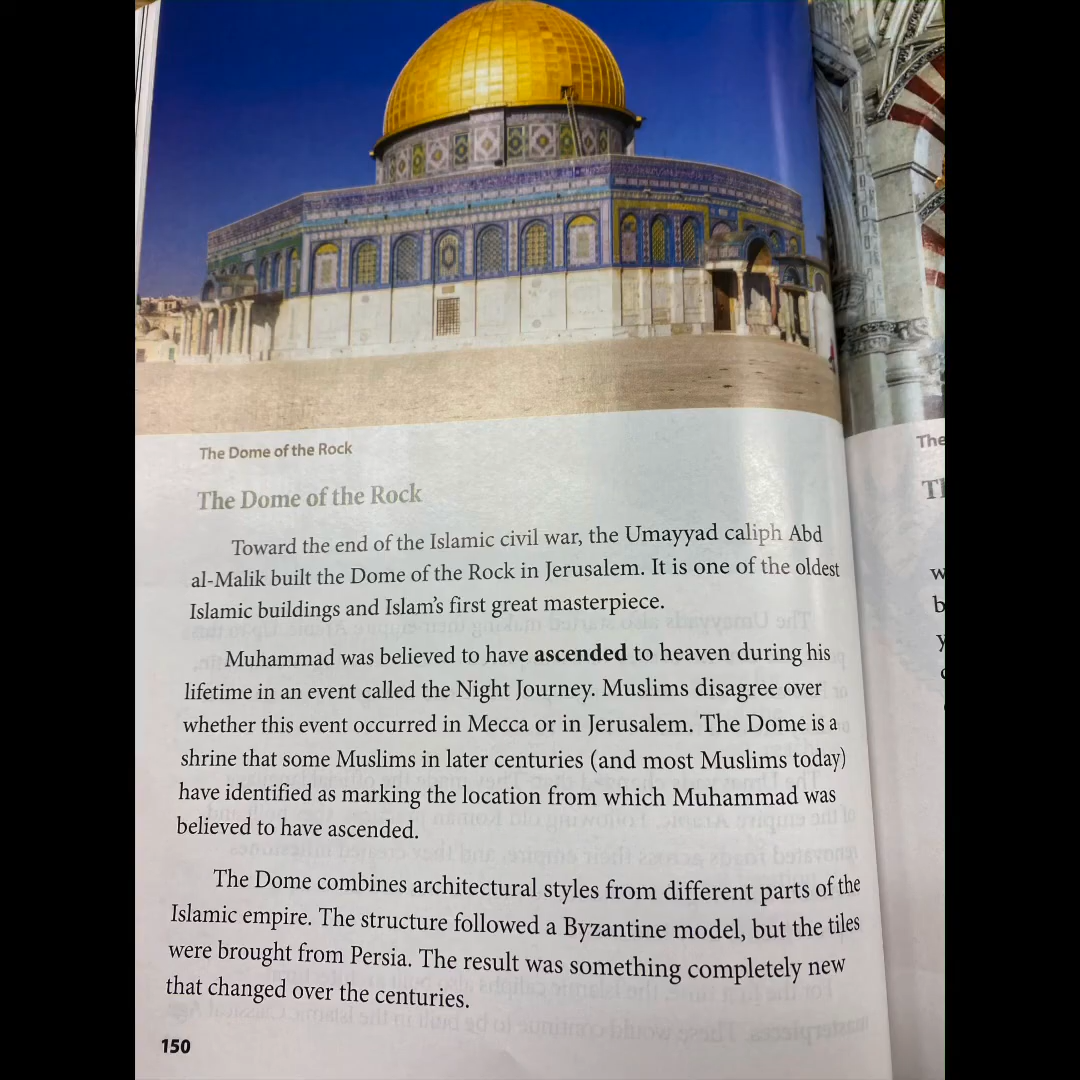 The Dome of the Rock
The Dome of the Rock
Toward the end of the Islamic civil war, the Umayyad caliph Abd
al-Malik built the Dome of the Rock in Jerusalem. It is one of the oldest
Islamic buildings and Islam's first great masterpiece.
Muhammad was believed to have ascended to heaven during his
lifetime in an event called the Night Journey. Muslims disagree over
whether this event occurred in Mecca or in Jerusalem. The Dome is a
shrine that some Muslims in later centuries (and most Muslims today)
have identified as marking the location from which Muhammad was
believed to have ascended.
The Dome combines architectural styles from different parts of the
Islamic empire. The structure followed a Byzantine model, but the tiles
were brought from Persia. The result was something completely new
that changed over the centuries.
150
The